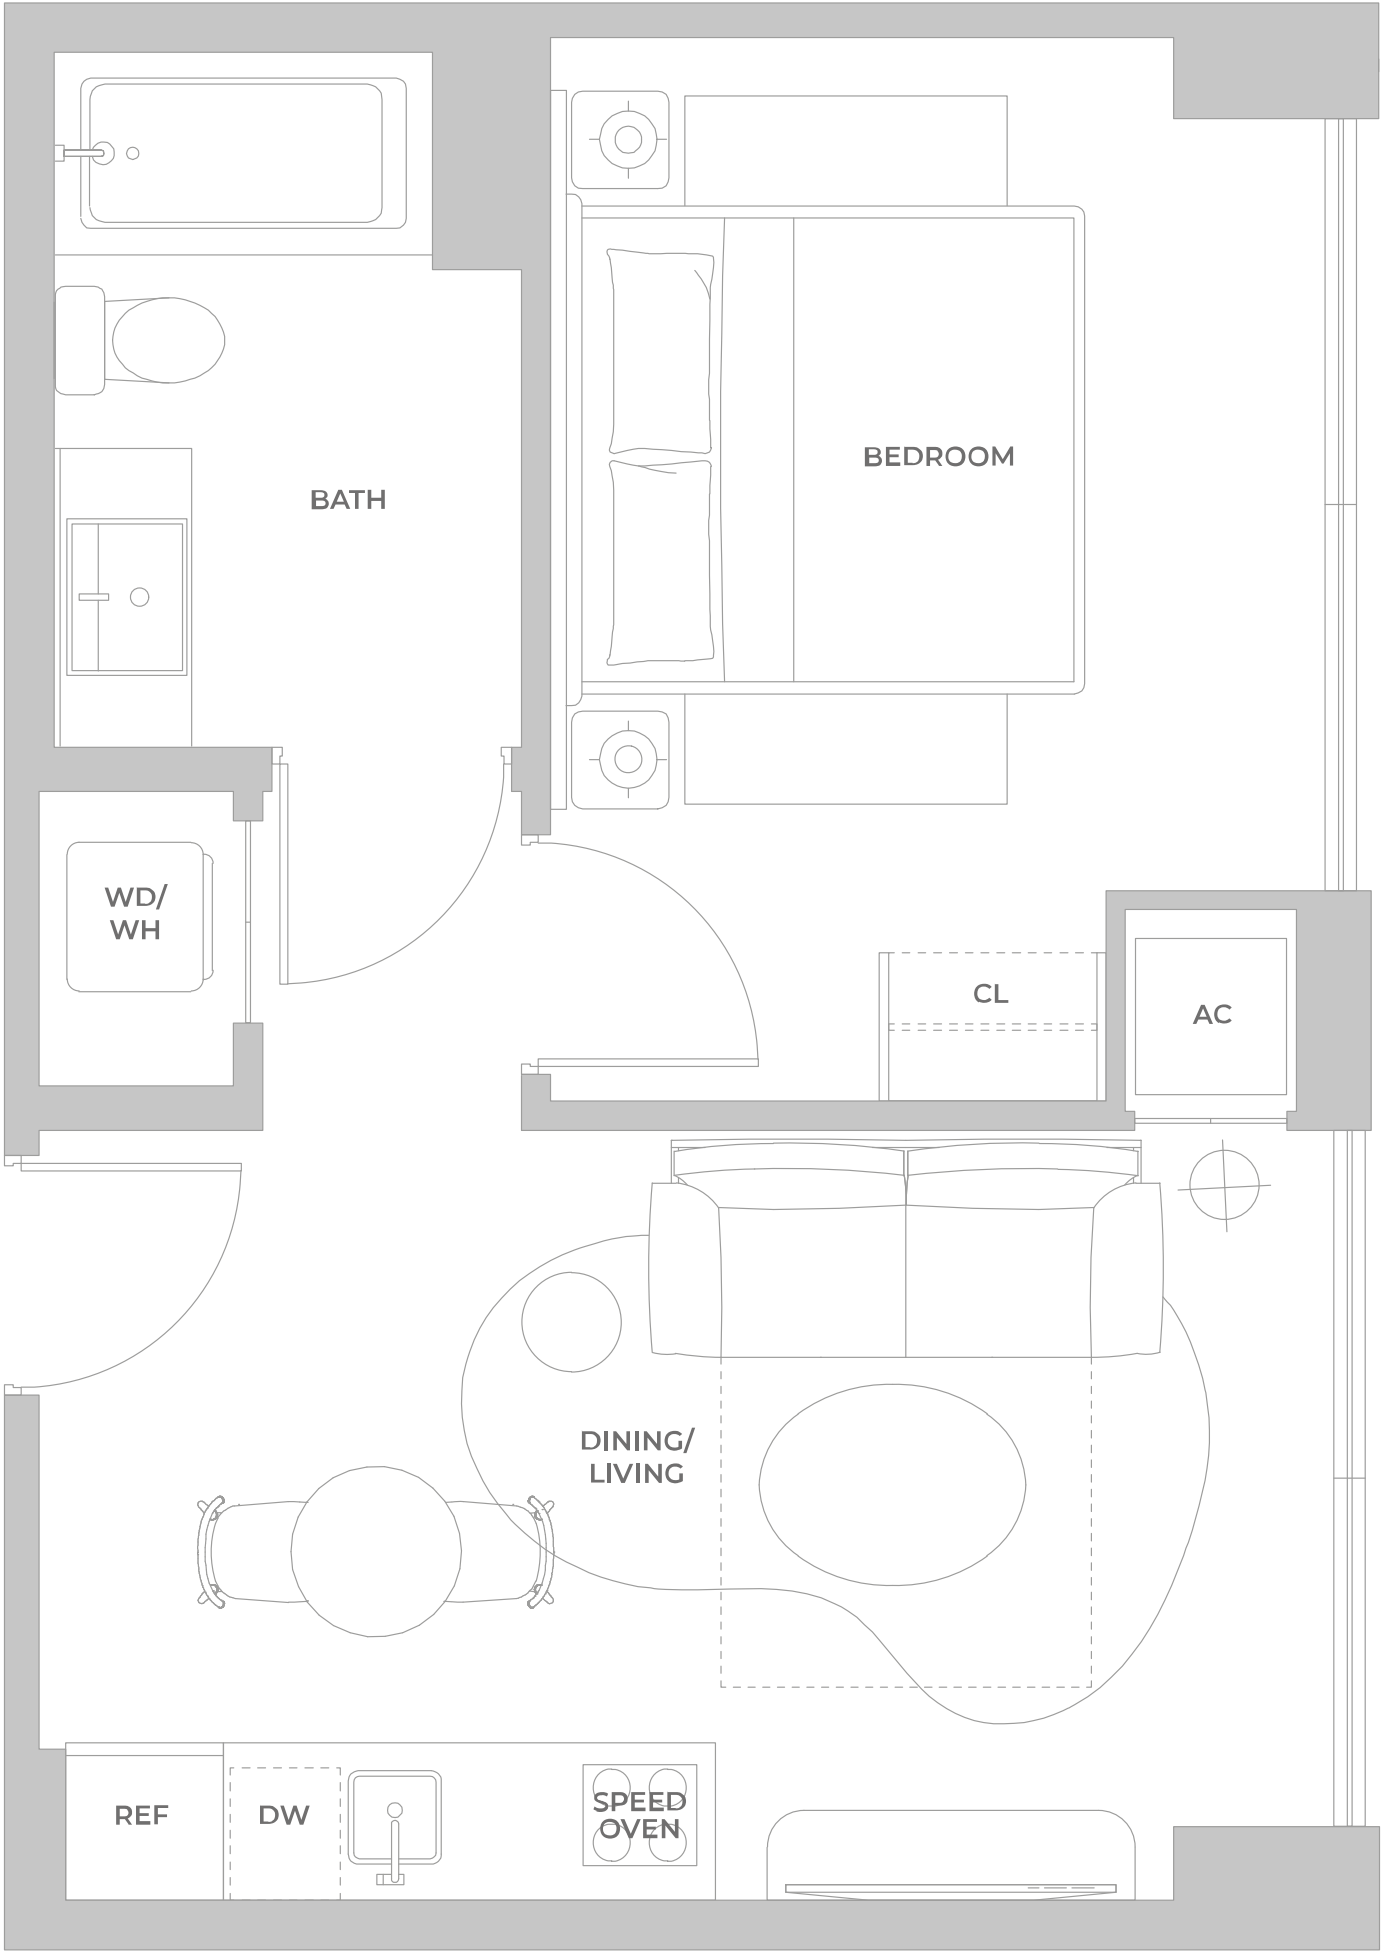 BEDROOM
BATH
WD/
WH
CL
AC
DINING/
LIVING
REF
DW
SPEED
OVEN